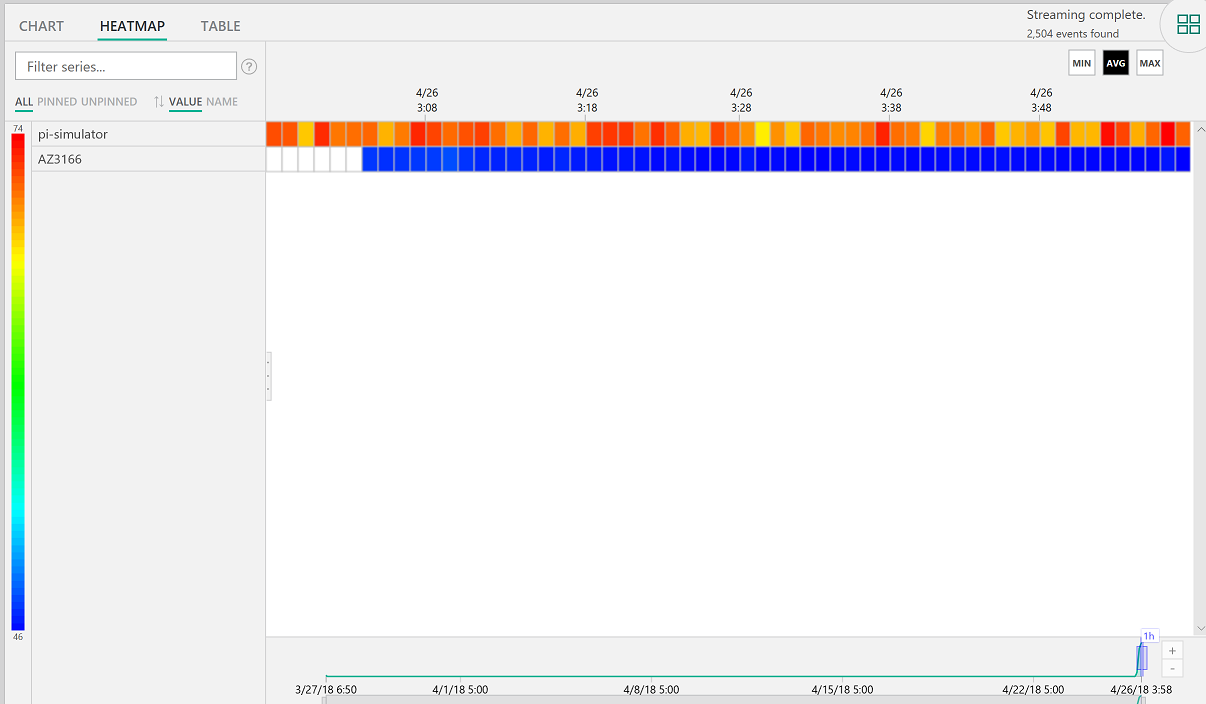 CHART HEATMAP TABLE
Streaming complete.
2,504 events found
Filter series... ?
MIN AVG MAX
ALL PINNED UNPINNED VALUE NAME
4/26 4/26 4/26 4/26 4/26
3:08 3:18 3:28 3:38 3:48
74
pi-simulator
AZ3166
46
1h
+
-
3/27/18 6:50 4/1/18 5:00 4/8/18 5:00 4/15/18 5:00 4/22/18 5:00 4/26/18 3:58